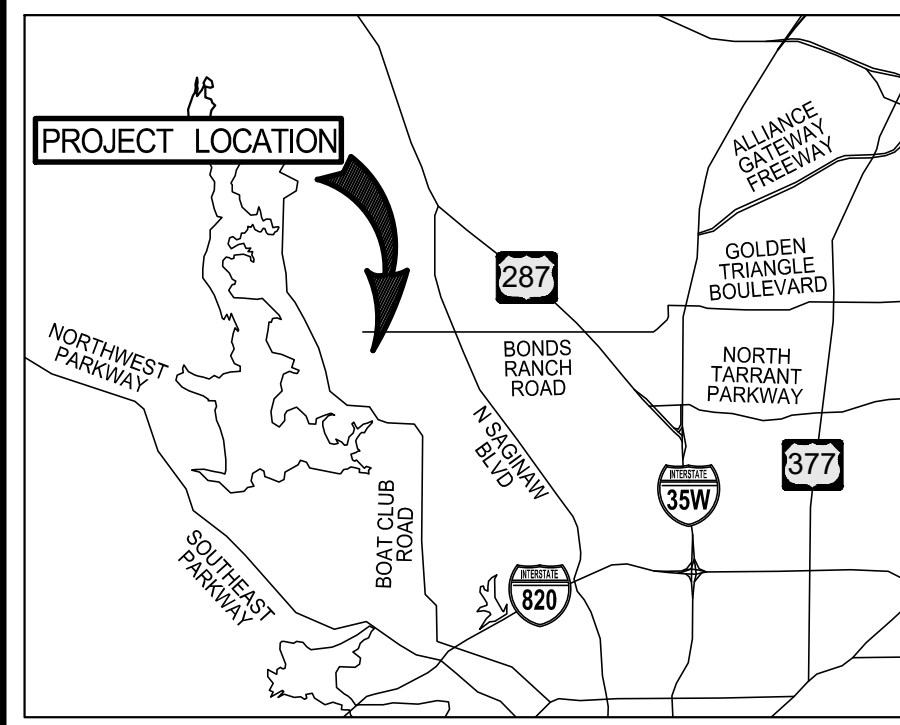 PROJECT LOCATION
ALLIANCE
GATEWAY
FREEWAY
GOLDEN
TRIANGLE
BOULEVARD
287
NORTHWEST
PARKWAY
BONDS
RANCH
ROAD
NORTH
TARRANT
PARKWAY
N SAGINAW
BLVD
377
INTERSTATE
35W
BOAT CLUB
ROAD
SOUTHEAST
PARKWAY
INTERSTATE
820